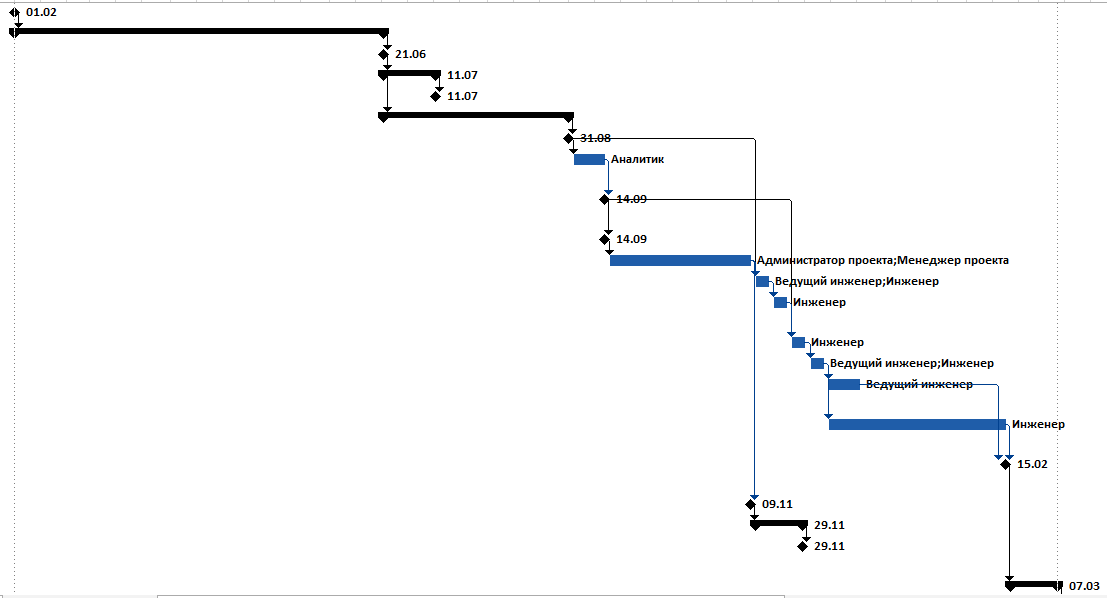 01.02
21.06
11.07
11.07
31.08
Аналитик
14.09
14.09
Администратор проекта;Менеджер проекта
Ведущий инженер;Инженер
Инженер
Инженер
Ведущий инженер;Инженер
Ведущий инженер
Инженер
15.02
09.11
29.11
29.11
07.03